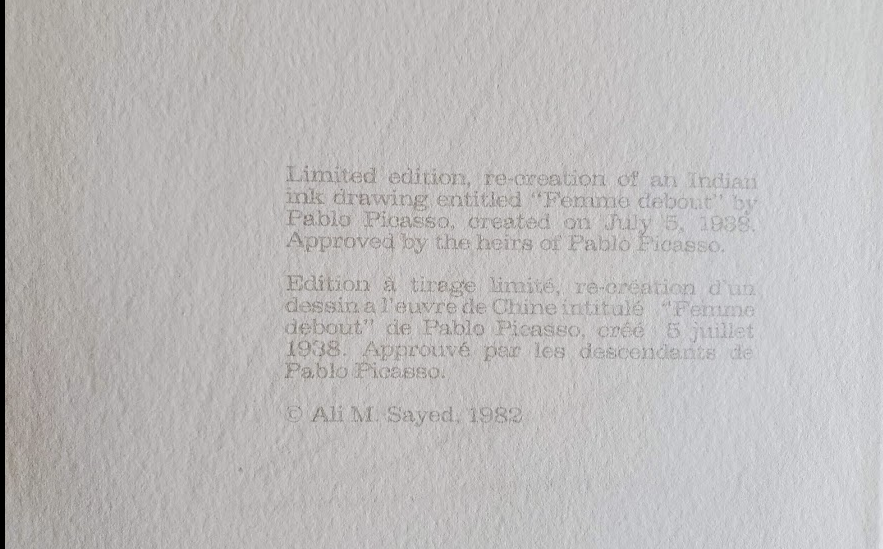 Limited edition, re-creation of an Indian
ink drawing entitled "Femme debout" by
Pablo Picasso, created on July 5, 1938.
Approved by the heirs of Pablo Picasso.
Edition à tirage limité, re-création d'un
dessin a l'euvre de Chine intitulé "Femme
debout" de Pablo Picasso, créé 5 juillet
1938. Approuvé par les descendants de
Pablo Picasso.
© Ali M. Sayed, 1982